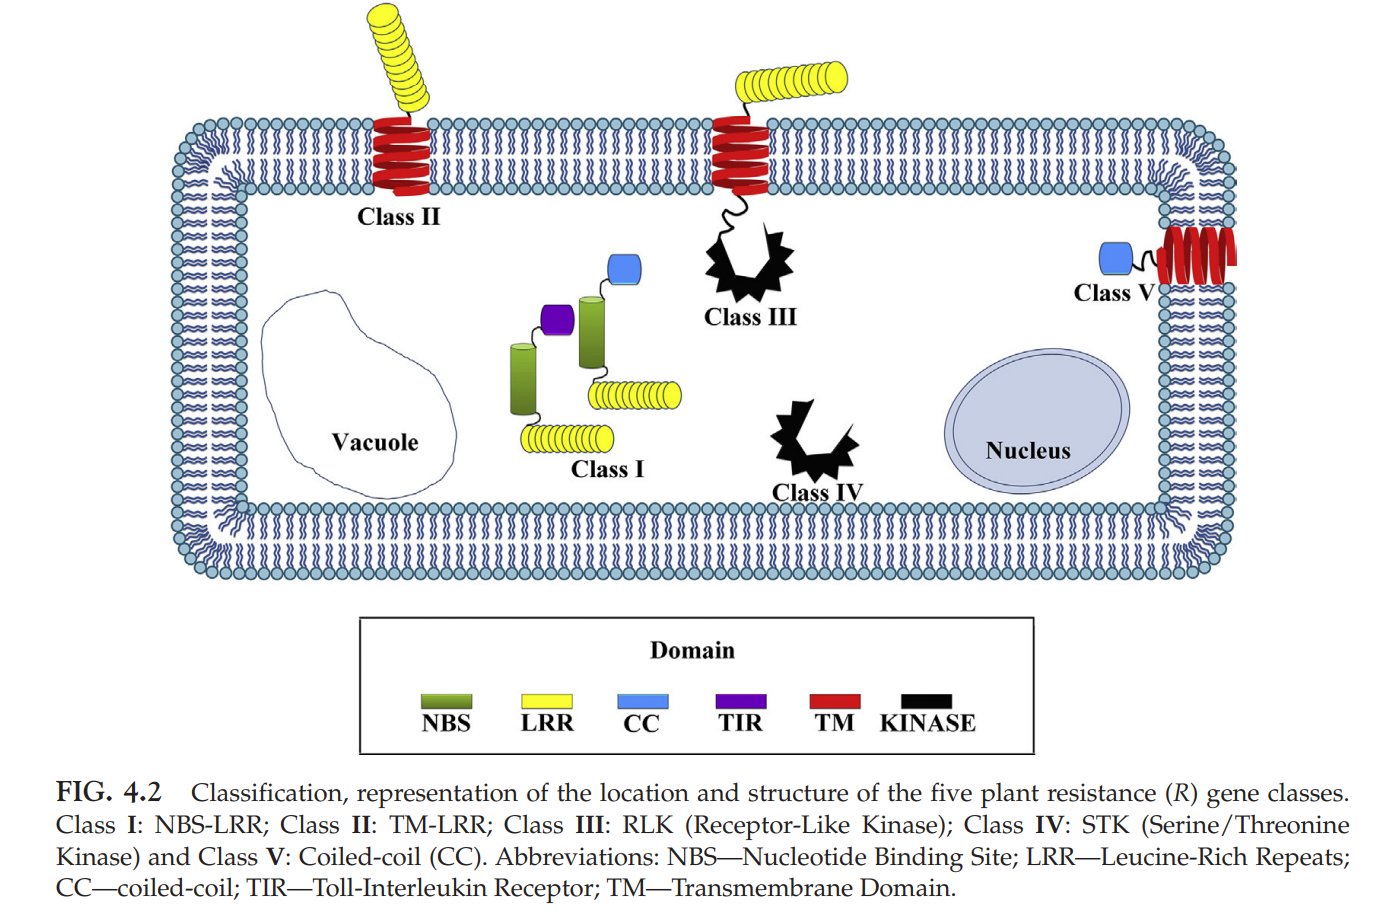 Class II
Class III
Class V
Class I
Class IV
Vacuole
Nucleus
Domain
NBS LRR CC TIR TM KINASE
FIG. 4.2 Classification, representation of the location and structure of the five plant resistance (R) gene classes.
Class I: NBS-LRR; Class II: TM-LRR; Class III: RLK (Receptor-Like Kinase); Class IV: STK (Serine/Threonine
Kinase) and Class V: Coiled-coil (CC). Abbreviations: NBS—Nucleotide Binding Site; LRR—Leucine-Rich Repeats;
CC—coiled-coil; TIR—Toll-Interleukin Receptor; TM—Transmembrane Domain.